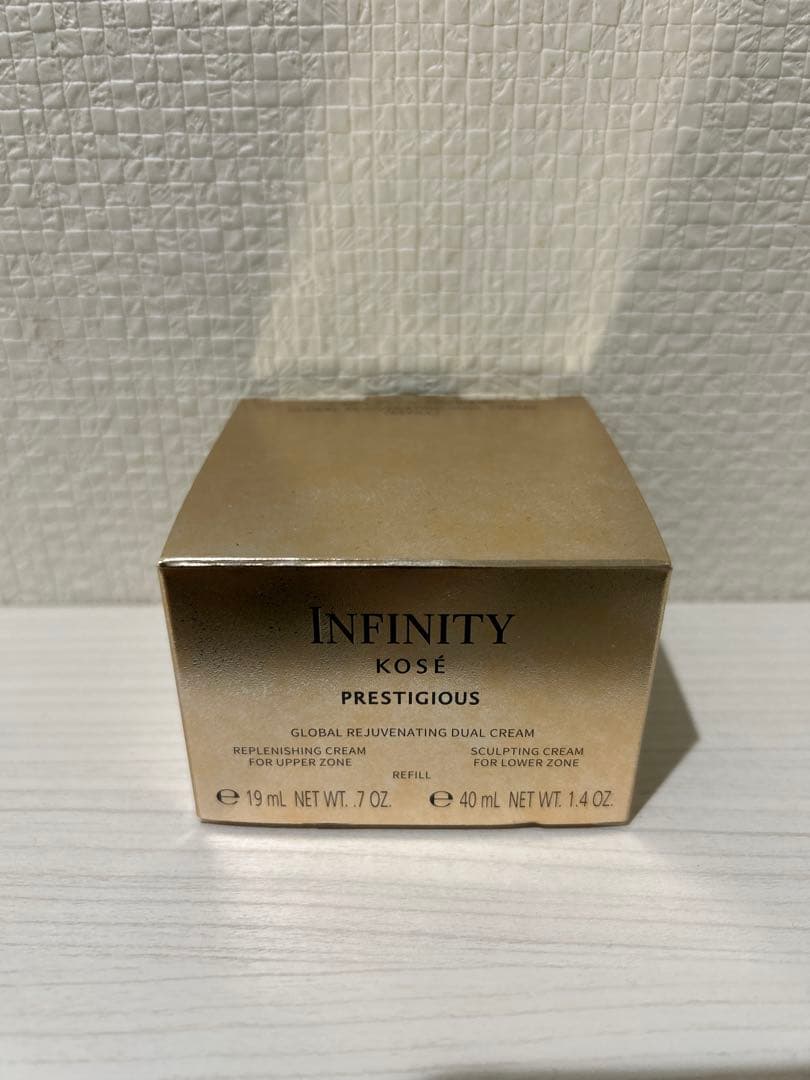 INFINITY
KOSÉ
PRESTIGIOUS
GLOBAL REJUVENATING DUAL CREAM
REPLENISHING CREAM
FOR UPPER ZONE
SCULPTING CREAM
FOR LOWER ZONE
REFILL
℮ 19 mL NET WT. .7 OZ.
℮ 40 mL NET WT. 1.4 OZ.